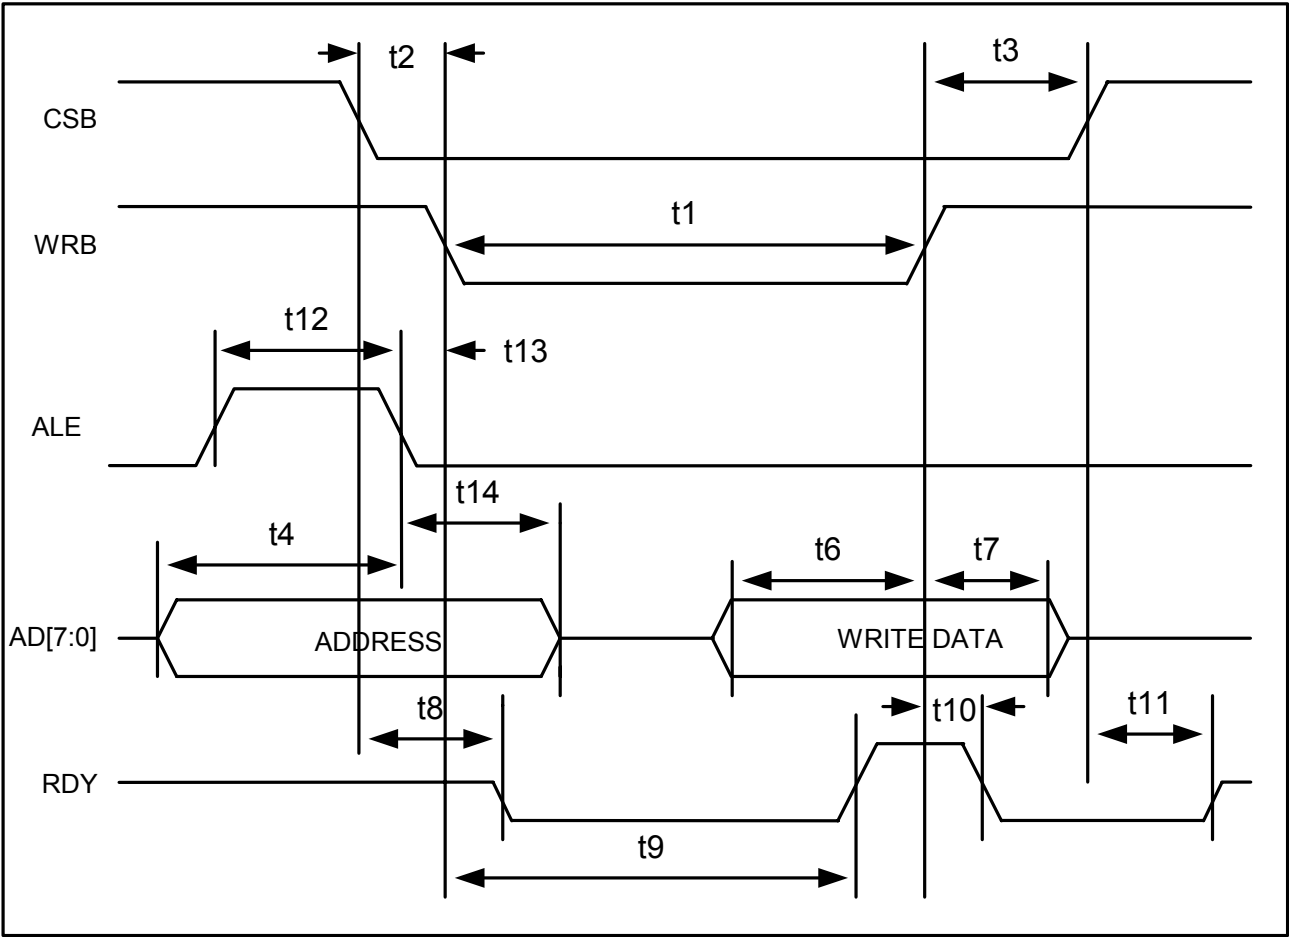 t2
t3
CSB
t1
WRB
t12
t13
ALE
t14
t4
t6
t7
AD[7:0]
ADDRESS
WRITE DATA
t8
t10
t11
RDY
t9